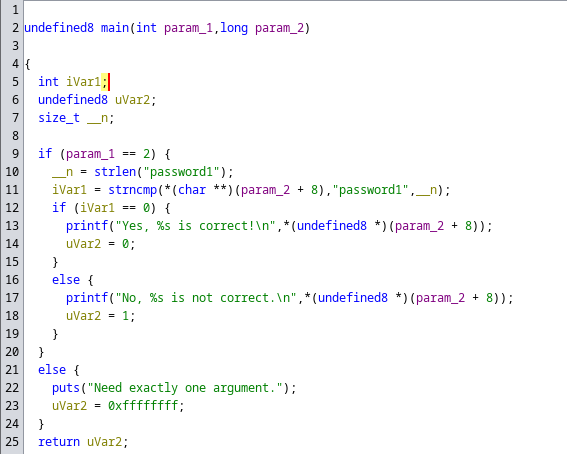 1
2 undefined8 main(int param_1,long param_2)
3
4 {
5   int iVar1;
6   undefined8 uVar2;
7   size_t __n;
8
9   if (param_1 == 2) {
10     __n = strlen("password1");
11     iVar1 = strncmp(*(char **)(param_2 + 8),"password1",__n);
12     if (iVar1 == 0) {
13       printf("Yes, %s is correct!\n",*(undefined8 *)(param_2 + 8));
14       uVar2 = 0;
15     }
16     else {
17       printf("No, %s is not correct.\n",*(undefined8 *)(param_2 + 8));
18       uVar2 = 1;
19     }
20   }
21   else {
22     puts("Need exactly one argument.");
23     uVar2 = 0xffffffff;
24   }
25   return uVar2;